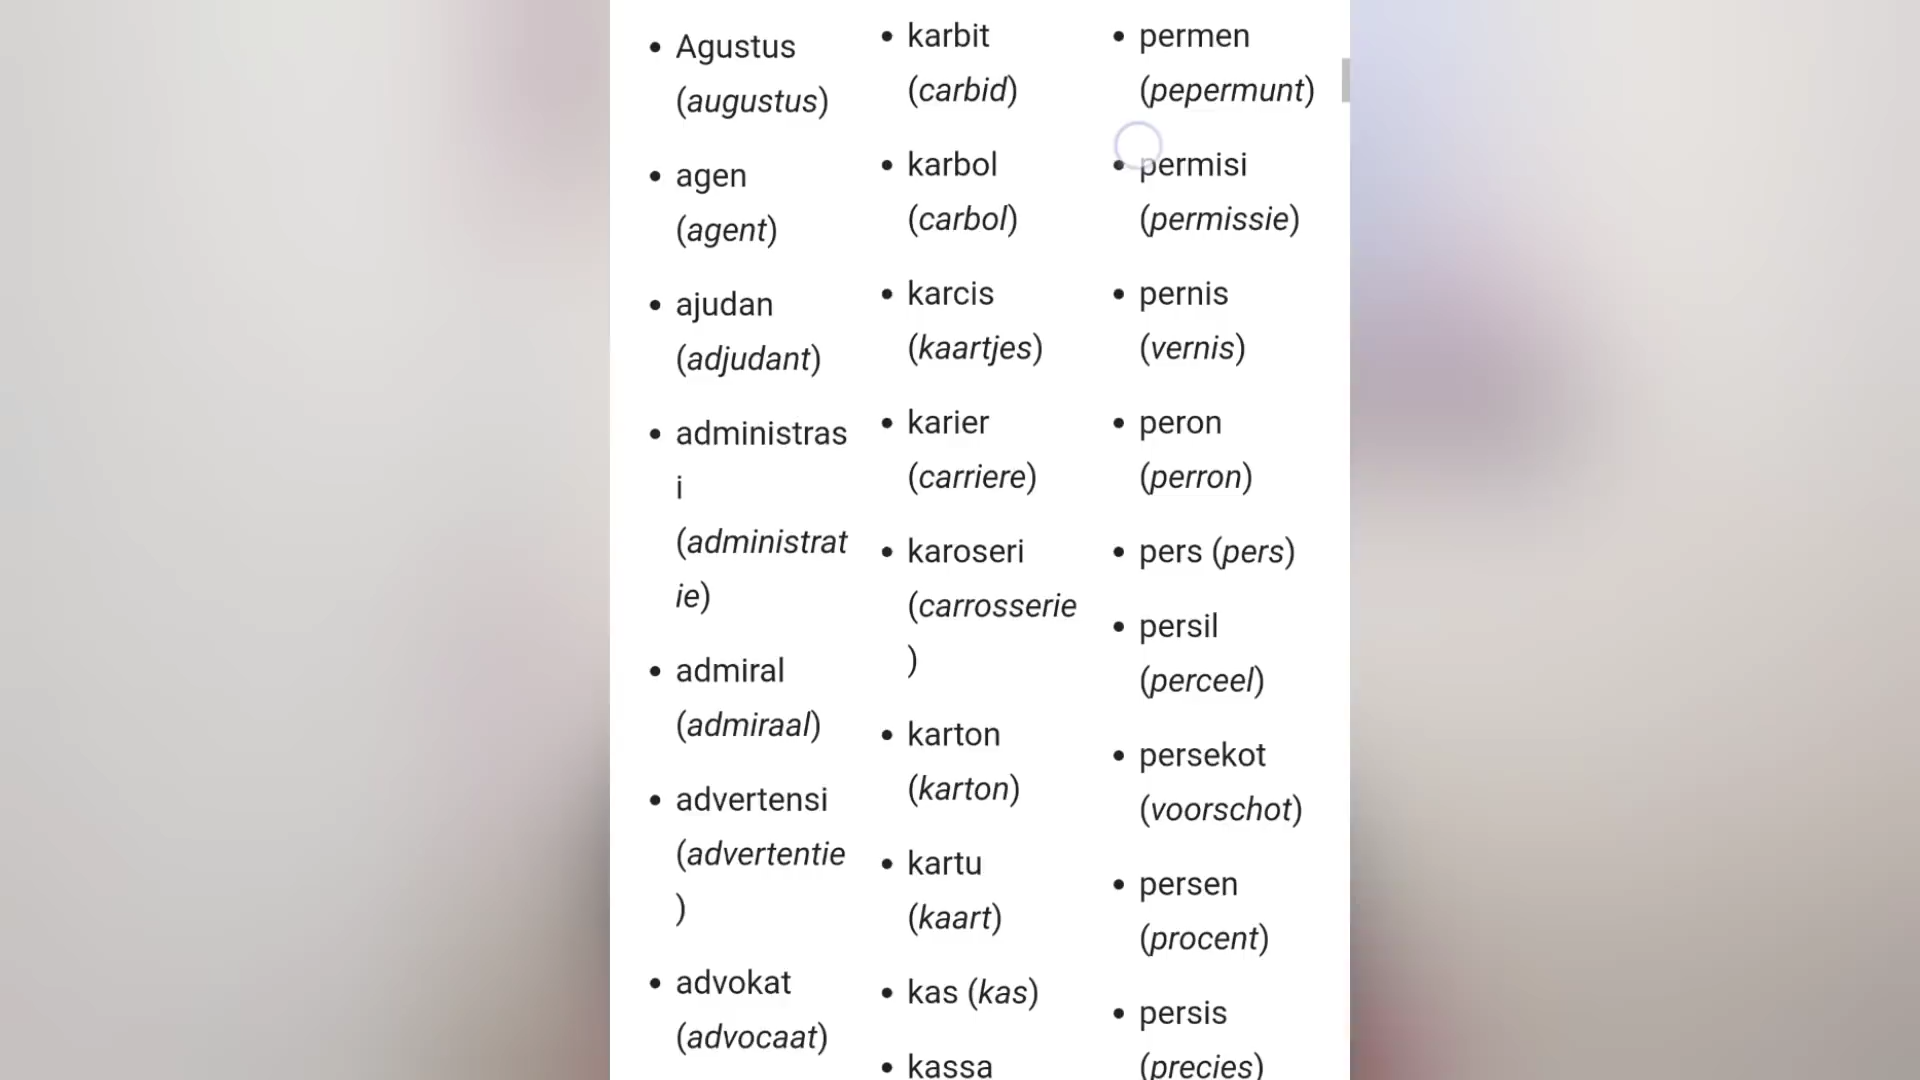 • Agustus
(augustus)
• agen
(agent)
• ajudan
(adjudant)
• administras
i
(administrat
ie)
• admiral
(admiraal)
• advertensi
(advertentie
)
• advokat
(advocaat)
• karbit
(carbid)
• karbol
(carbol)
• karcis
(kaartjes)
• karier
(carriere)
• karoseri
(carrosserie
)
• karton
(karton)
• kartu
(kaart)
• kas (kas)
• kassa
• permen
(pepermunt)
• permisi
(permissie)
• pernis
(vernis)
• peron
(perron)
• pers (pers)
• persil
(perceel)
• persekot
(voorschot)
• persen
(procent)
• persis
(precies)